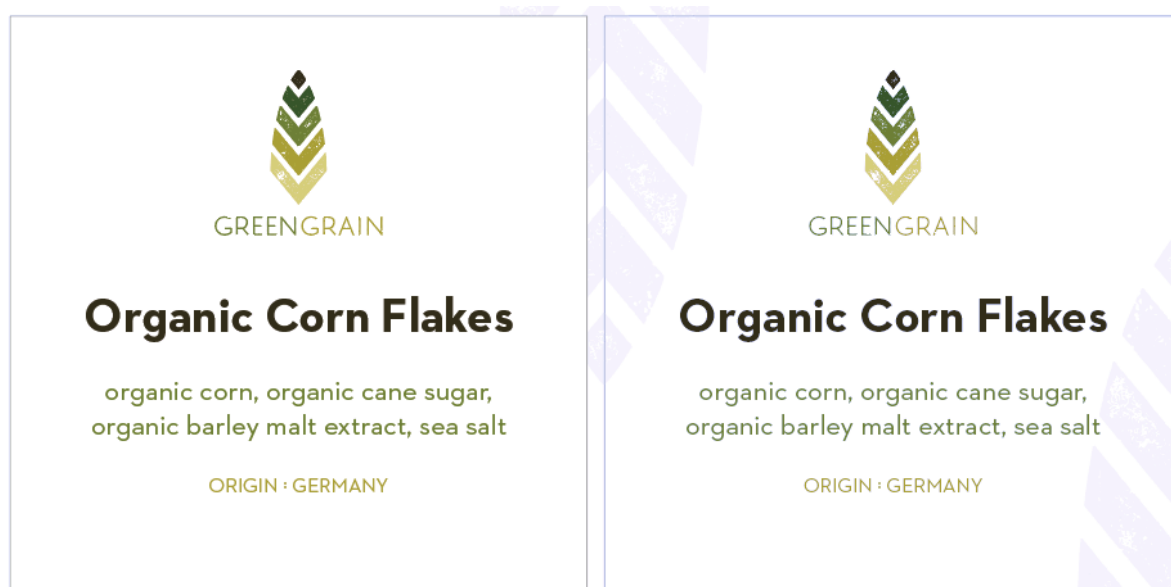 GREENGRAIN
Organic Corn Flakes
organic corn, organic cane sugar,
organic barley malt extract, sea salt
ORIGIN : GERMANY
GREENGRAIN
Organic Corn Flakes
organic corn, organic cane sugar,
organic barley malt extract, sea salt
ORIGIN : GERMANY